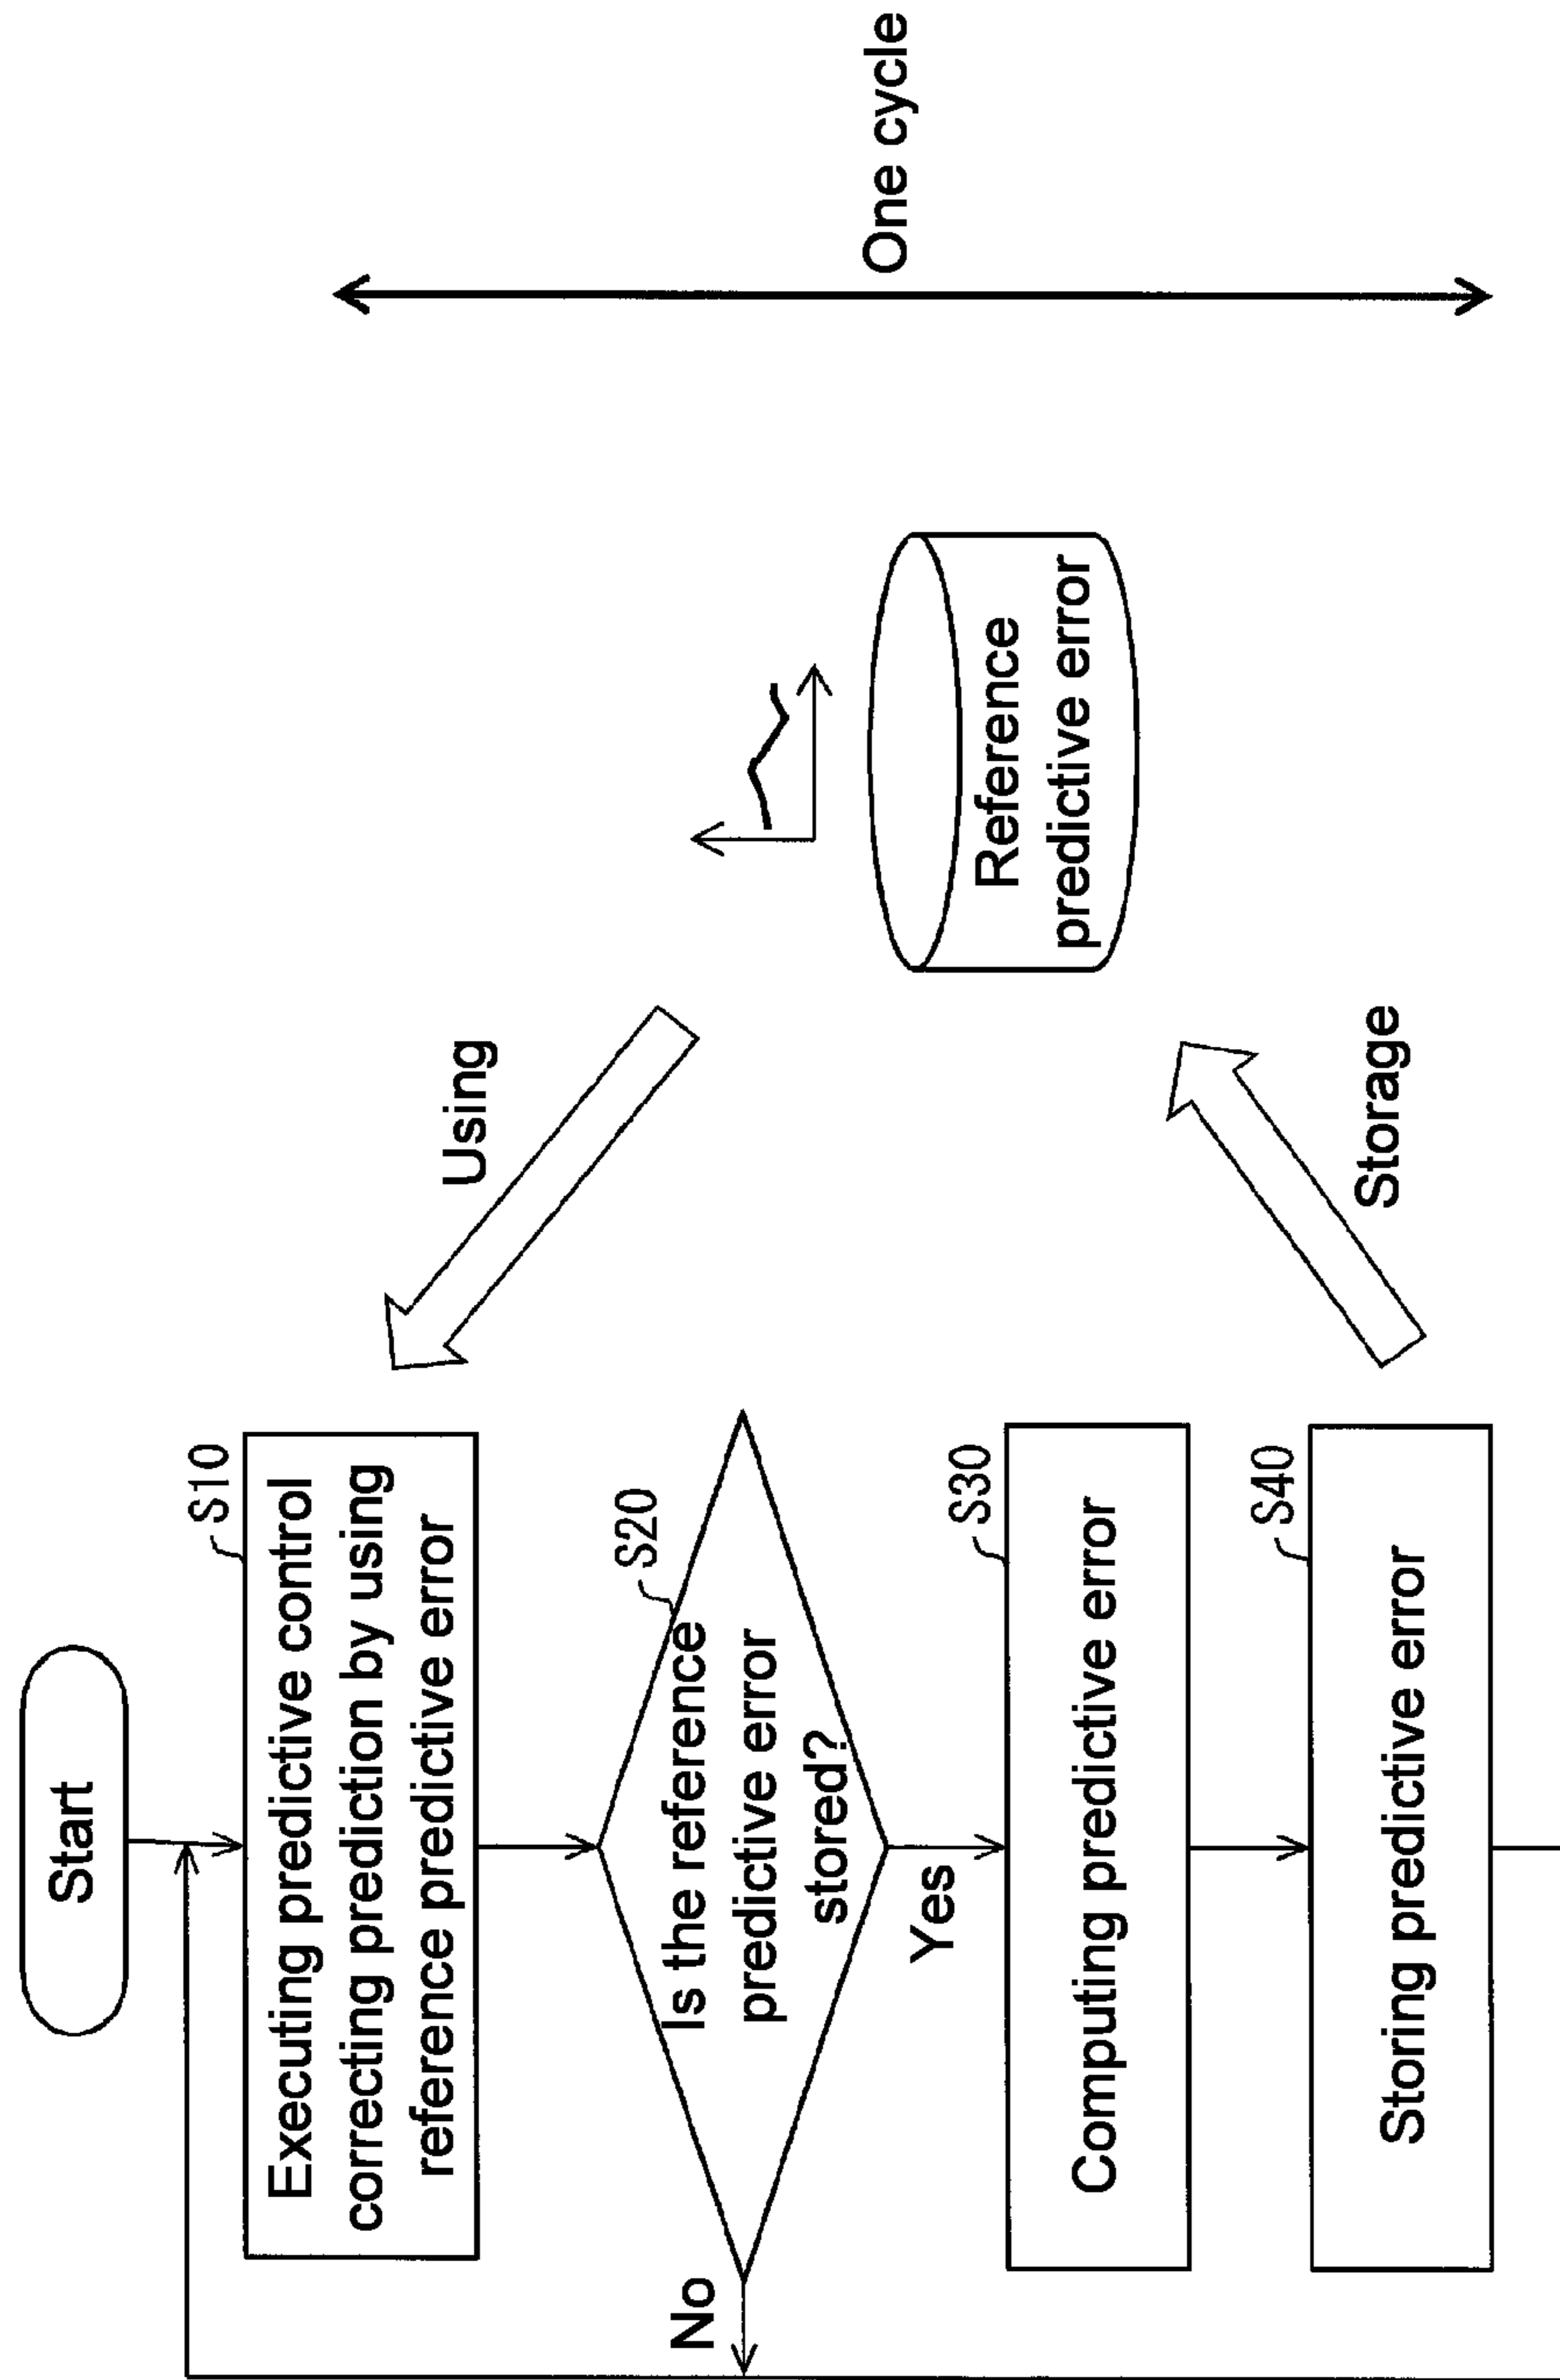 Start
S10
Executing predictive control
correcting prediction by using
reference predictive error
S20
Is the reference
predictive error
stored?
No
Yes
S30
Computing predictive error
S40
Storing predictive error
Using
Storage
Reference
predictive error
One cycle